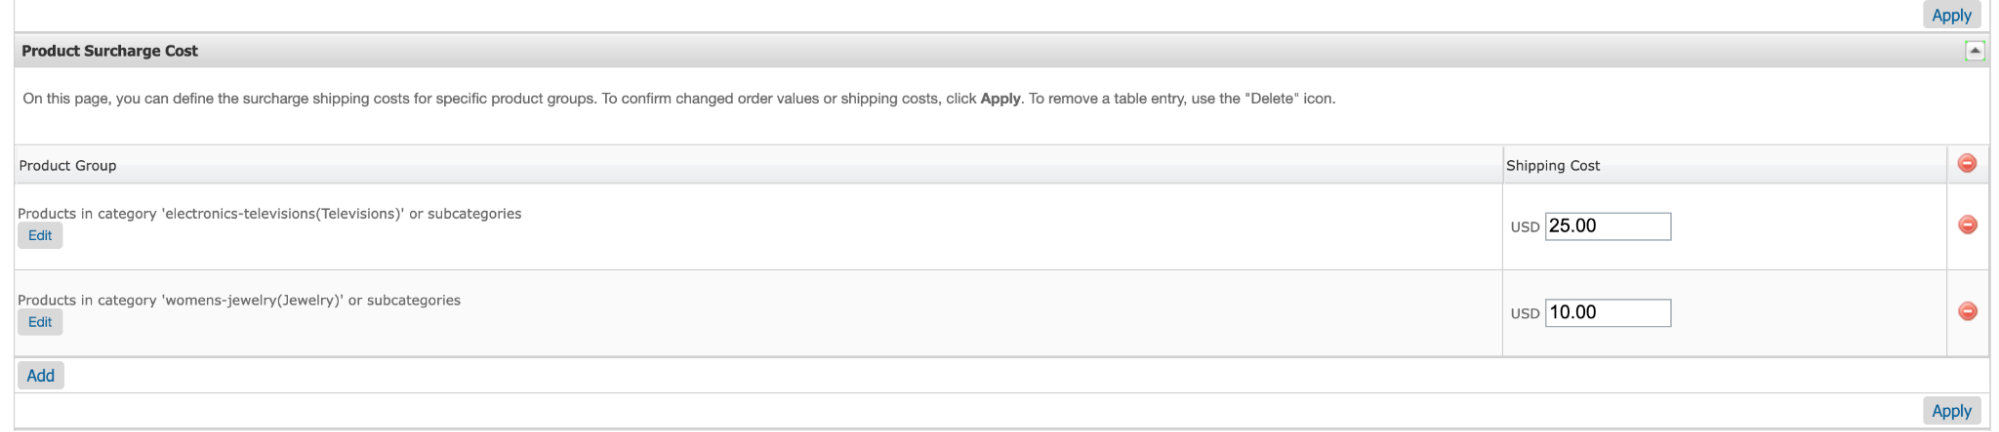 Apply
Product Surcharge Cost
On this page, you can define the surcharge shipping costs for specific product groups. To confirm changed order values or shipping costs, click Apply. To remove a table entry, use the "Delete" icon.
Product Group Shipping Cost
Products in category 'electronics-televisions(Televisions)' or subcategories
Edit
USD 25.00
Products in category 'womens-jewelry(Jewelry)' or subcategories
Edit
USD 10.00
Add
Apply